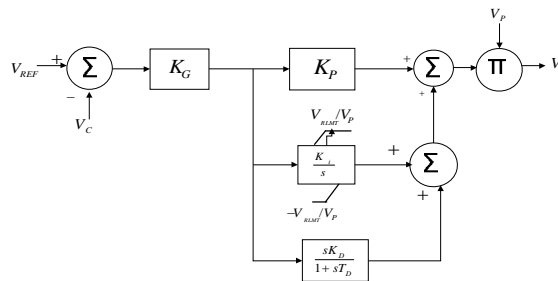 V_P
V_REF + Σ K_G K_P + Σ π V
−
V_C
+
V_RLMT/V_P
K_i/s + Σ
+
−V_RLMT/V_P
sK_D/1+sT_D